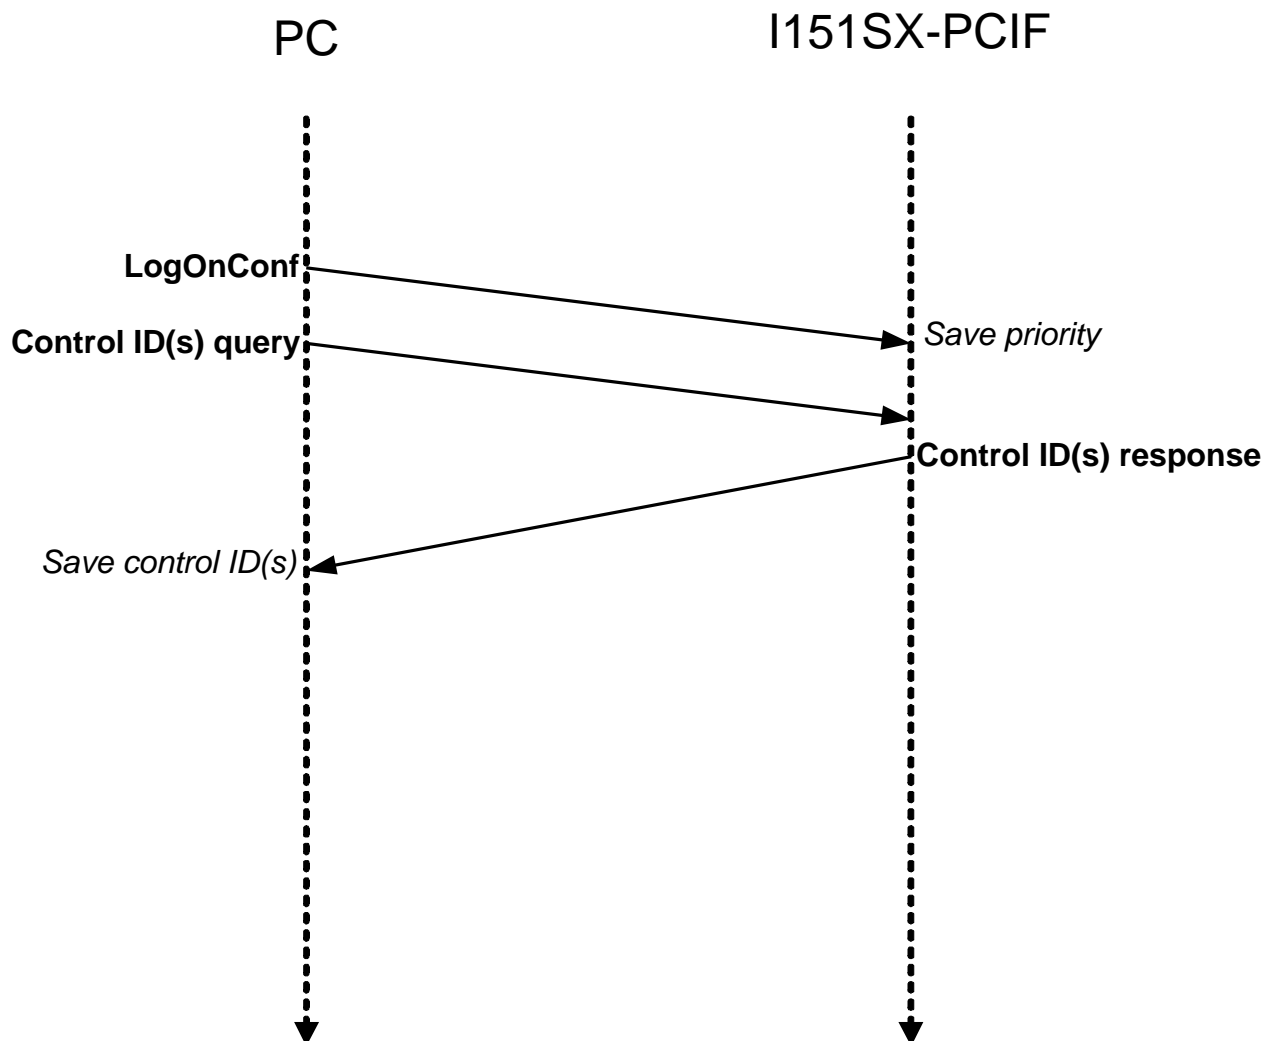 PC
I151SX-PCIF
LogOnConf
Control ID(s) query
Save priority
Control ID(s) response
Save control ID(s)